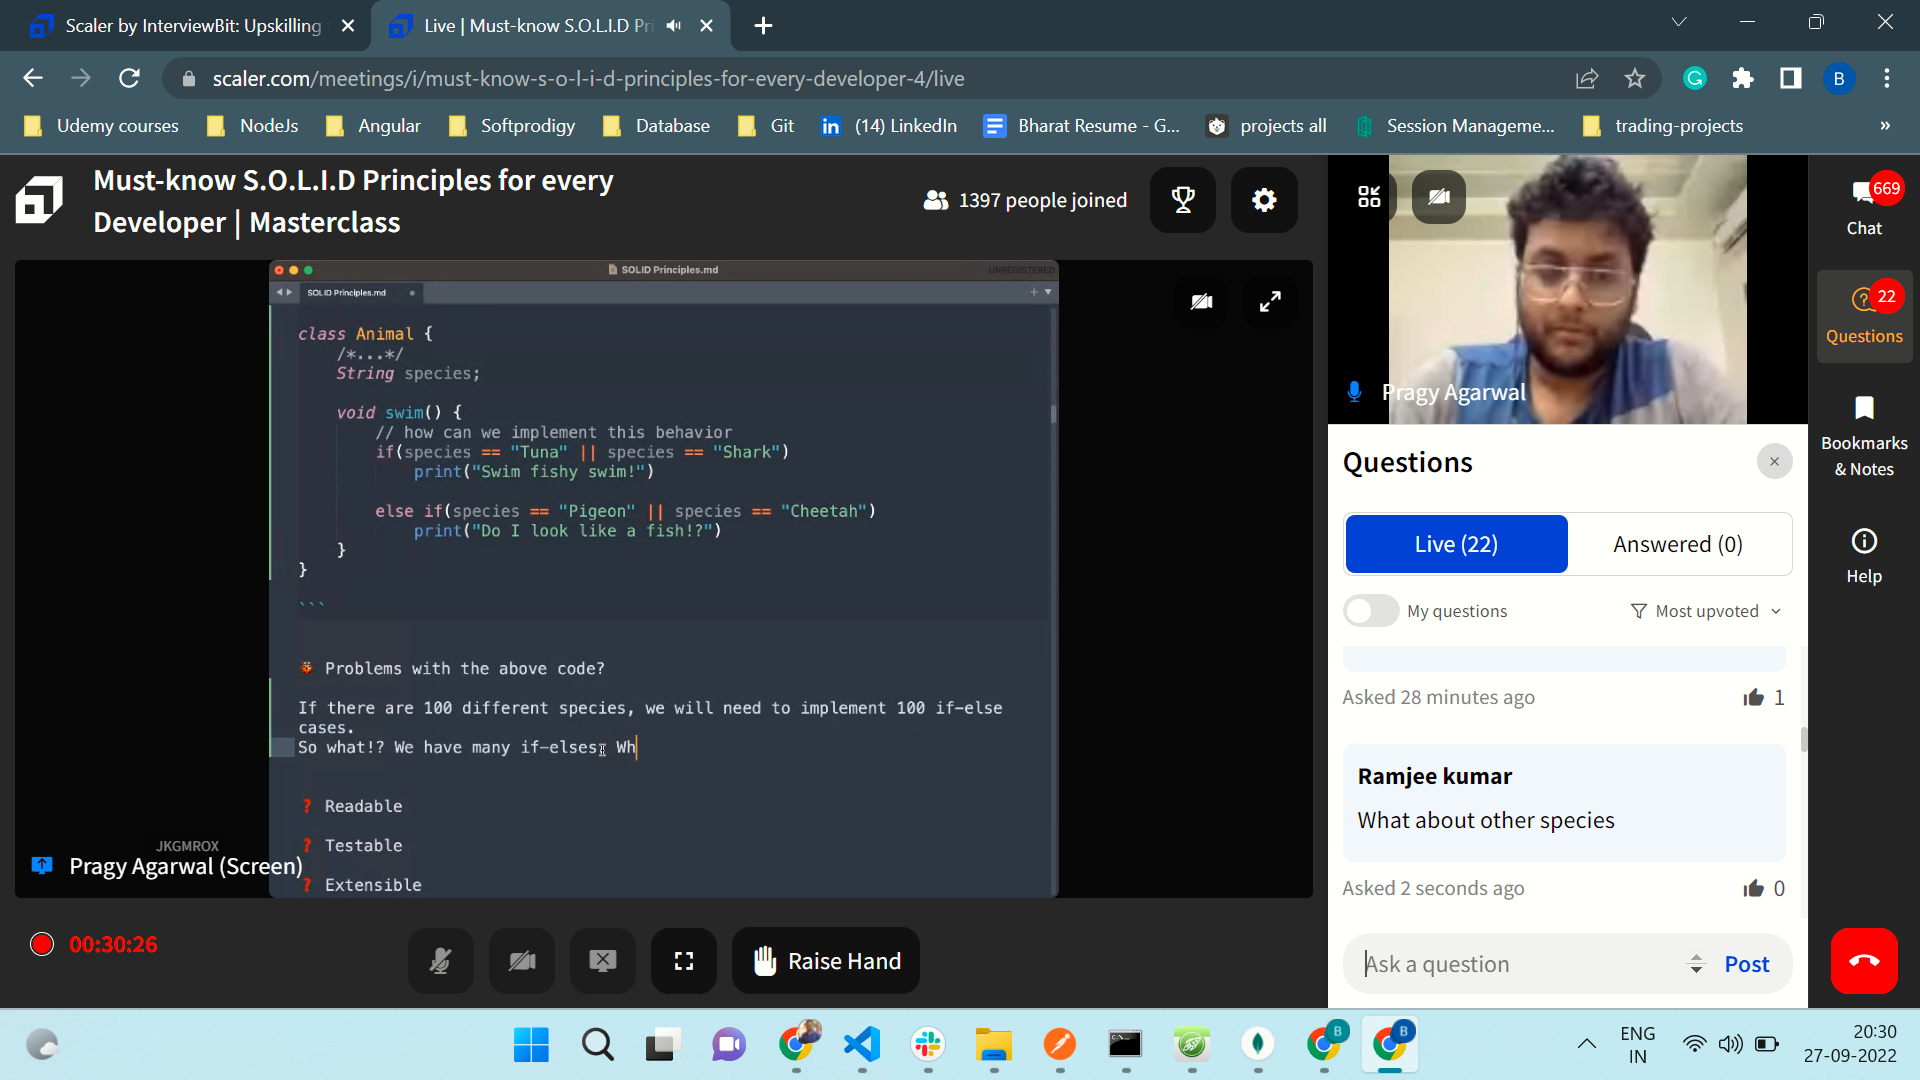 Scaler by InterviewBit: Upskilling
Live | Must-know S.O.L.I.D Pri
scaler.com/meetings/i/must-know-s-o-l-i-d-principles-for-every-developer-4/live
B
Udemy courses
NodeJs
Angular
Softprodigy
Database
Git
(14) LinkedIn
Bharat Resume - G...
projects all
Session Manageme...
trading-projects
»
Must-know S.O.L.I.D Principles for every
Developer | Masterclass
1397 people joined
SOLID Principles.md
UNREGISTERED
SOLID Principles.md
class Animal {
/*...*/
String species;
void swim() {
// how can we implement this behavior
if(species == "Tuna" || species == "Shark")
print("Swim fishy swim!")
else if(species == "Pigeon" || species == "Cheetah")
print("Do I look like a fish!?")
}
}
```
Problems with the above code?
If there are 100 different species, we will need to implement 100 if-else
cases.
So what!? We have many if-elses. Wh
? Readable
? Testable
? Extensible
JKGMROX
Pragy Agarwal (Screen)
00:30:26
Raise Hand
Pragy Agarwal
Questions
Live (22)
Answered (0)
My questions
Most upvoted
Asked 28 minutes ago
1
Ramjee kumar
What about other species
Asked 2 seconds ago
0
Ask a question
Post
669
Chat
22
Questions
Bookmarks
& Notes
Help
B
B
ENG
IN
20:30
27-09-2022